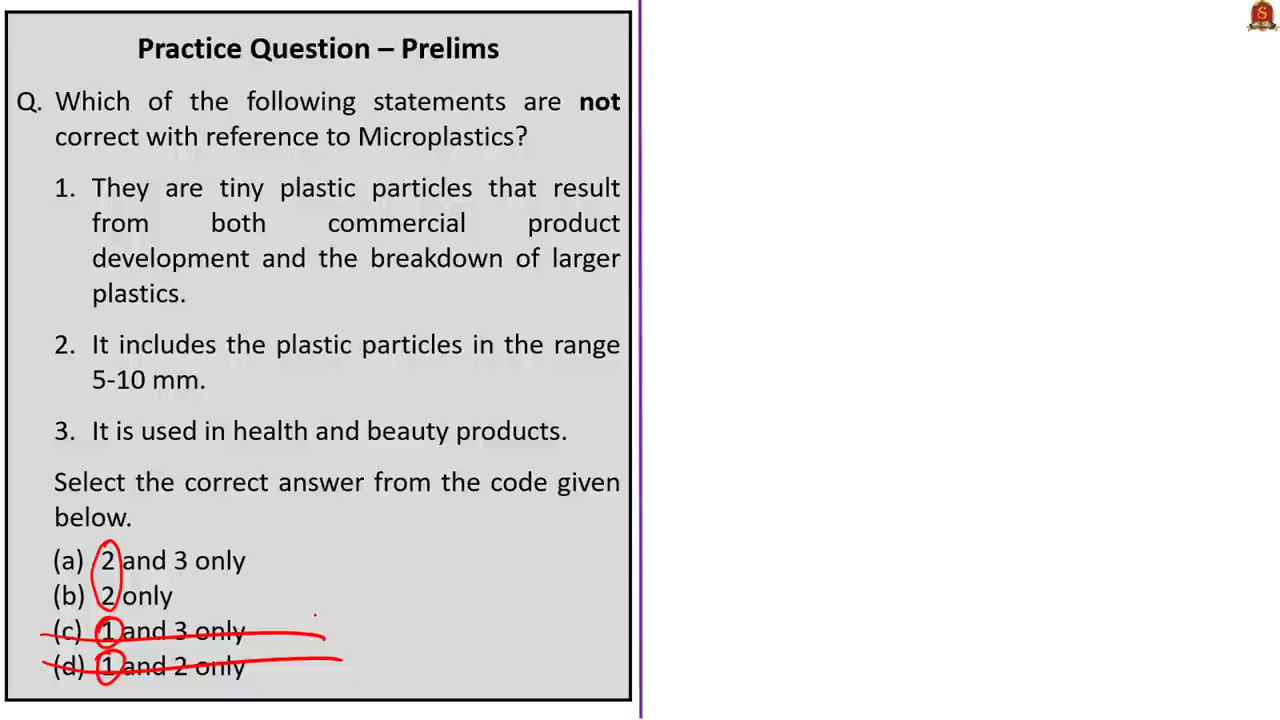 Practice Question – Prelims
Q. Which of the following statements are not
correct with reference to Microplastics?
1. They are tiny plastic particles that result
from both commercial product
development and the breakdown of larger
plastics.
2. It includes the plastic particles in the range
5-10 mm.
3. It is used in health and beauty products.
Select the correct answer from the code given
below.
(a) 2 and 3 only
(b) 2 only
(c) 1 and 3 only
(d) 1 and 2 only
S